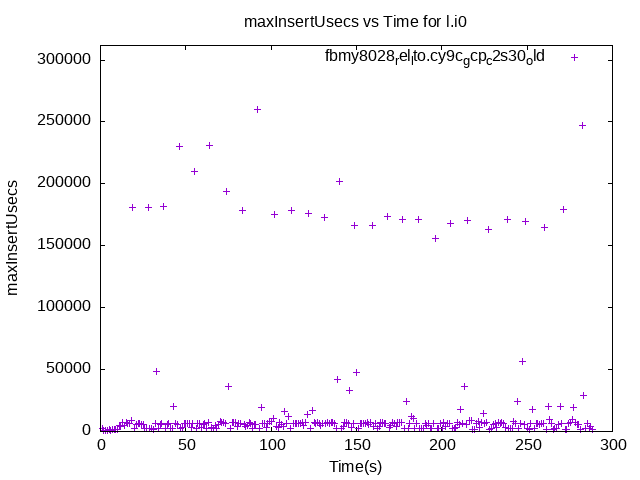 maxInsertUsecs vs Time for l.i0
fbmy8028relito.cy9cgcpc2s30old
300000
250000
200000
150000
100000
50000
0
maxInsertUsecs
0 50 100 150 200 250 300
Time(s)